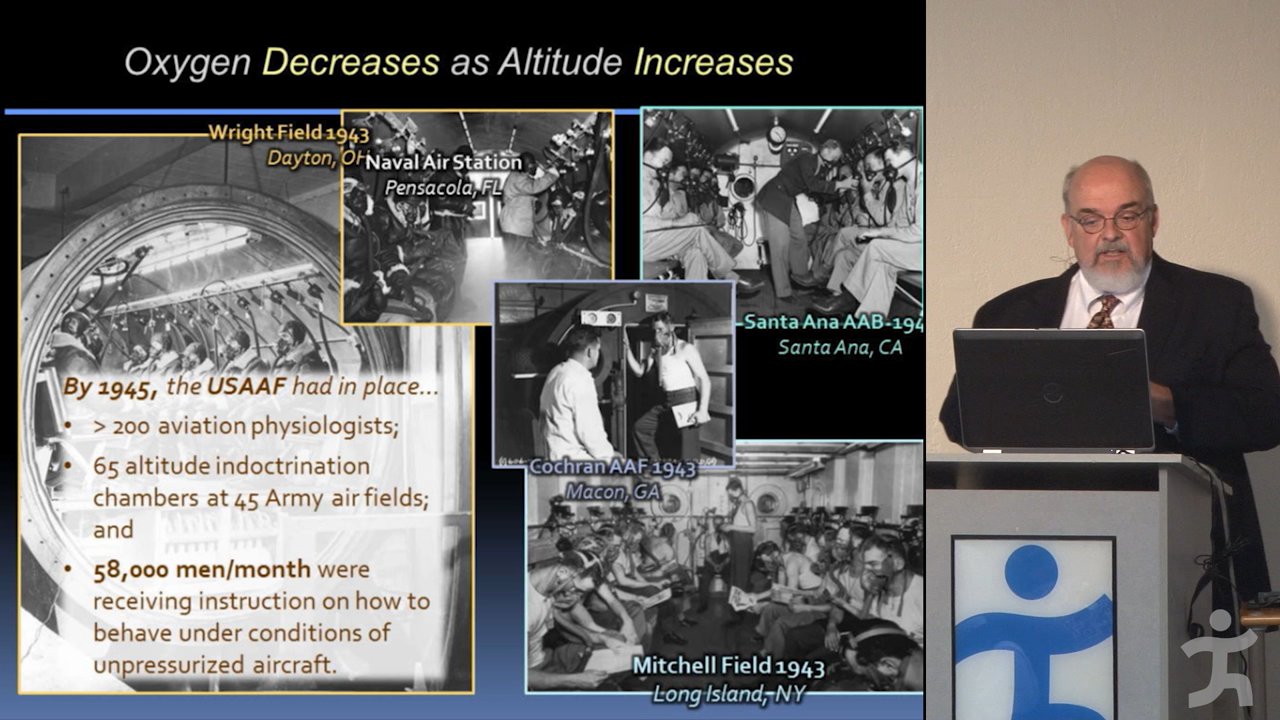 Oxygen Decreases as Altitude Increases
Wright Field 1943
Dayton, OH
Naval Air Station
Pensacola, FL
Santa Ana AAB 194
Santa Ana, CA
Cochran AAF 1943
Macon, GA
By 1945, the USAAF had in place...
• > 200 aviation physiologists;
• 65 altitude indoctrination
chambers at 45 Army air fields;
and
• 58,000 men/month were
receiving instruction on how to
behave under conditions of
unpressurized aircraft.
Mitchell Field 1943
Long Island, NY